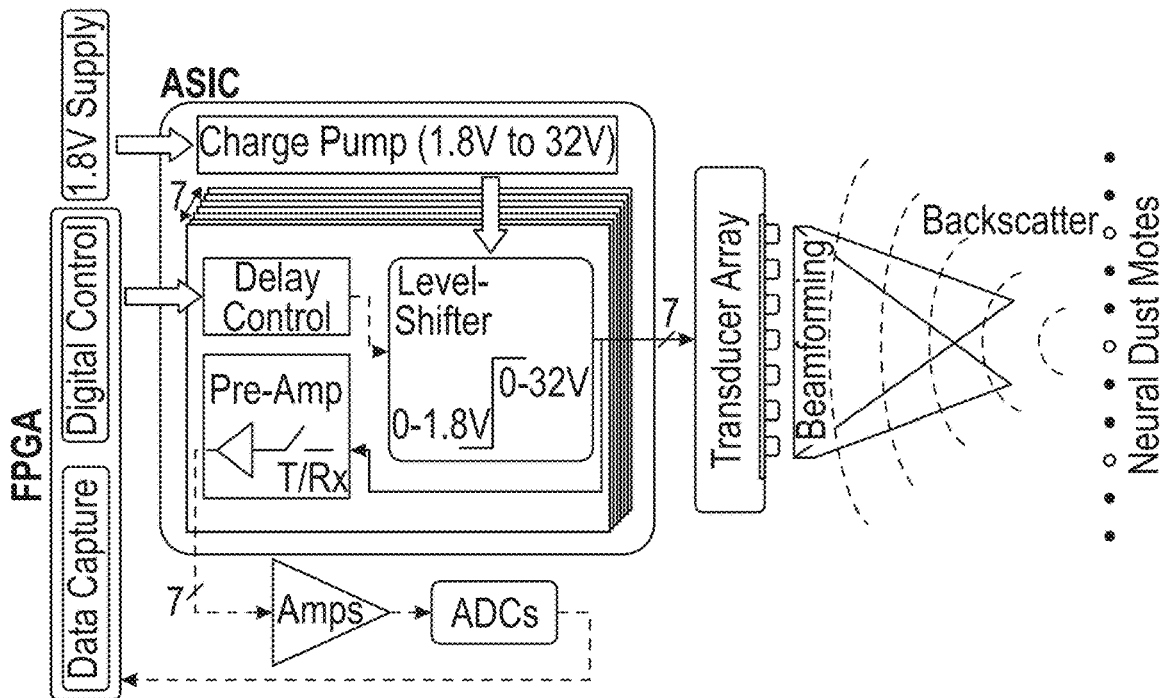 1.8V Supply
ASIC
Charge Pump (1.8V to 32V)
7
FPGA
Digital Control
Delay
Control
Level-
Shifter
0-32V
0-1.8V
Pre-Amp
T/Rx
7
Transducer Array
Beamforming
Backscatter
Neural Dust Motes
Data Capture
7
Amps
ADCs